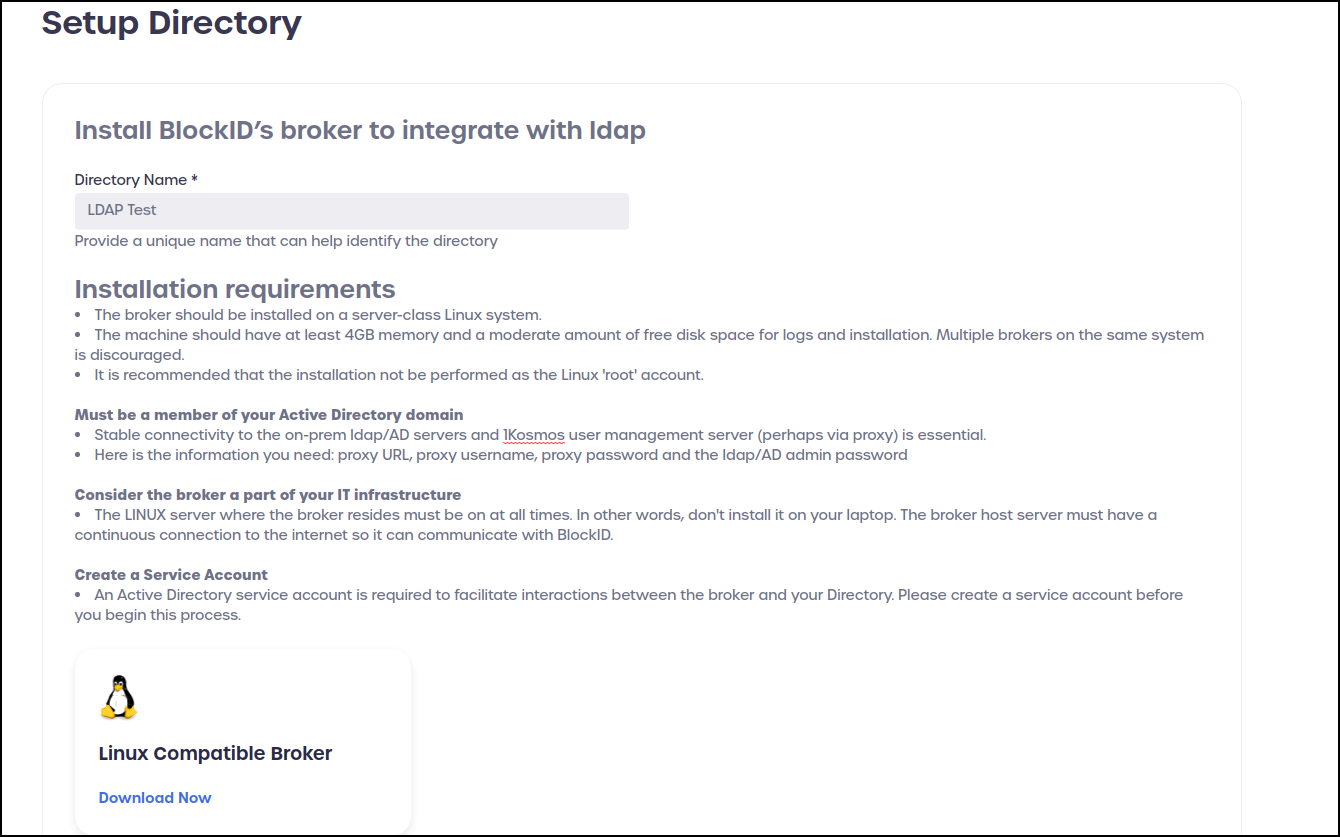 Setup Directory
Install BlockID’s broker to integrate with ldap
Directory Name *
LDAP Test
Provide a unique name that can help identify the directory
Installation requirements
• The broker should be installed on a server-class Linux system.
• The machine should have at least 4GB memory and a moderate amount of free disk space for logs and installation. Multiple brokers on the same system
is discouraged.
• It is recommended that the installation not be performed as the Linux 'root' account.
Must be a member of your Active Directory domain
• Stable connectivity to the on-prem ldap/AD servers and 1Kosmos user management server (perhaps via proxy) is essential.
• Here is the information you need: proxy URL, proxy username, proxy password and the ldap/AD admin password
Consider the broker a part of your IT infrastructure
• The LINUX server where the broker resides must be on at all times. In other words, don't install it on your laptop. The broker host server must have a
continuous connection to the internet so it can communicate with BlockID.
Create a Service Account
• An Active Directory service account is required to facilitate interactions between the broker and your Directory. Please create a service account before
you begin this process.
Linux Compatible Broker
Download Now